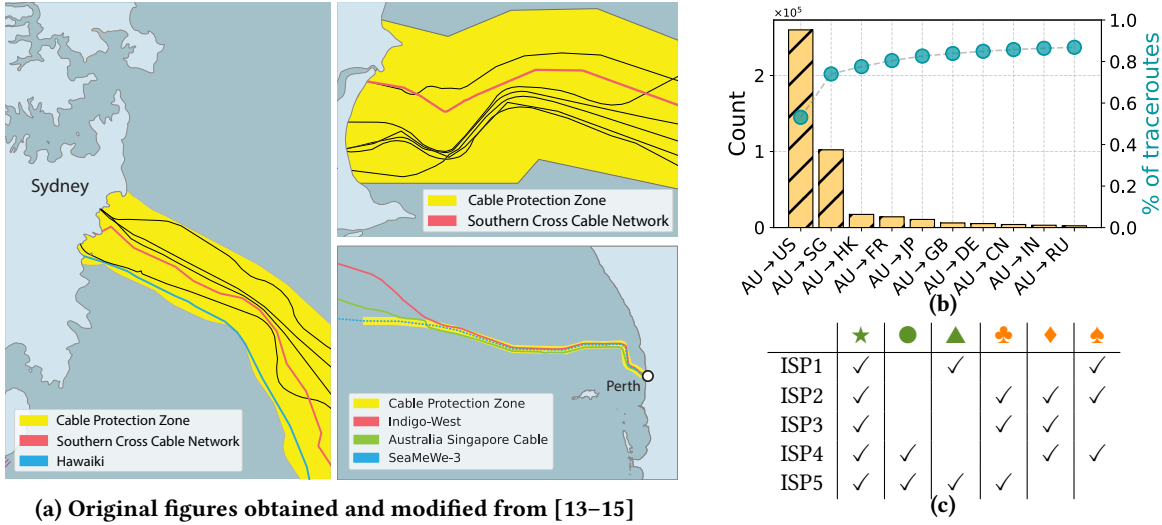 Sydney
Cable Protection Zone
Southern Cross Cable Network
Hawaiki
Cable Protection Zone
Southern Cross Cable Network
Perth
Cable Protection Zone
Indigo-West
Australia Singapore Cable
SeaMeWe-3
(a) Original figures obtained and modified from [13–15]
×10⁵
2
1
0
Count
1.0
0.8
0.6
0.4
0.2
0.0
% of traceroutes
AU → US
AU → SG
AU → HK
AU → FR
AU → JP
AU → GB
AU → DE
AU → CN
AU → IN
AU → RU
(b)
★ ● ▲ ♣ ♦ ♠
ISP1 ✓ ✓ ✓
ISP2 ✓ ✓ ✓ ✓
ISP3 ✓ ✓ ✓
ISP4 ✓ ✓ ✓ ✓
ISP5 ✓ ✓ ✓ ✓
(c)